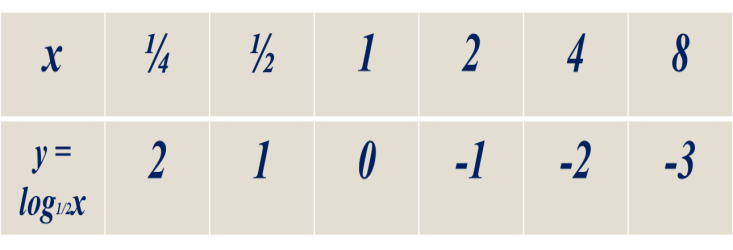 x ¼ ½ 1 2 4 8
y = 2 1 0 -1 -2 -3
log1/2x